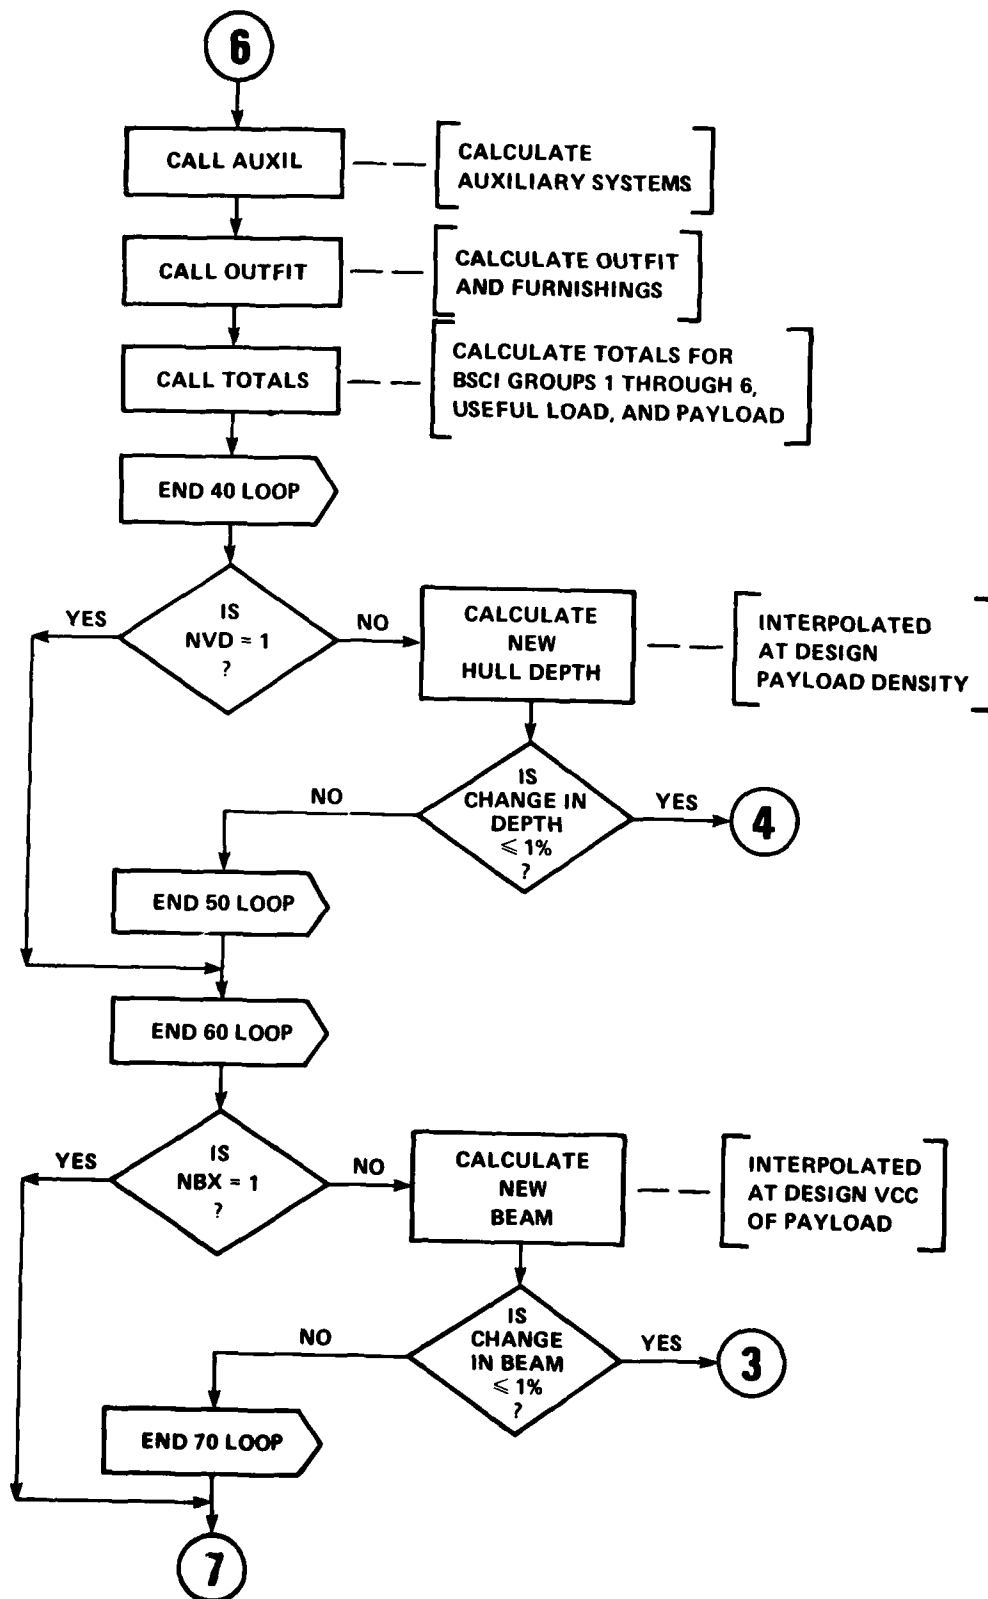 6
CALL AUXIL
CALCULATE
AUXILIARY SYSTEMS
CALL OUTFIT
CALCULATE OUTFIT
AND FURNISHINGS
CALL TOTALS
CALCULATE TOTALS FOR
BSCI GROUPS 1 THROUGH 6,
USEFUL LOAD, AND PAYLOAD
END 40 LOOP
IS
NVD = 1
?
YES
NO
CALCULATE
NEW
HULL DEPTH
INTERPOLATED
AT DESIGN
PAYLOAD DENSITY
IS
CHANGE IN
DEPTH
⩽ 1%
?
NO
YES
4
END 50 LOOP
END 60 LOOP
IS
NBX = 1
?
YES
NO
CALCULATE
NEW
BEAM
INTERPOLATED
AT DESIGN VCC
OF PAYLOAD
IS
CHANGE
IN BEAM
⩽ 1%
?
NO
YES
3
END 70 LOOP
7